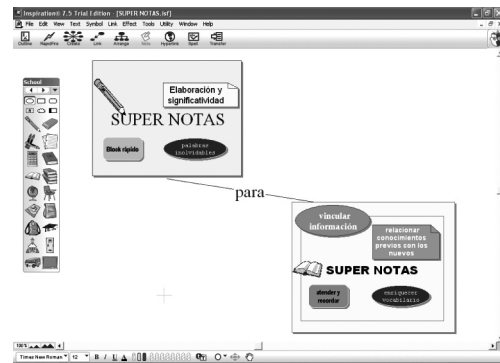 Inspiration® 7.5 Trial Edition - [SUPER NOTAS.isf]
File Edit View Text Symbol Link Effect Tools Utility Window Help
Outline RapidFire Create Link Arrange Note Hyperlink Spell Transfer
School
Elaboración y
significatividad
SUPER NOTAS
Block rápido
palabras
inolvidables
para
vincular
información
relacionar
conocimientos
previos con los
nuevos
SUPER NOTAS
atender y
recordar
enriquecer
vocabulario
100%
Times New Roman 12 B I U A